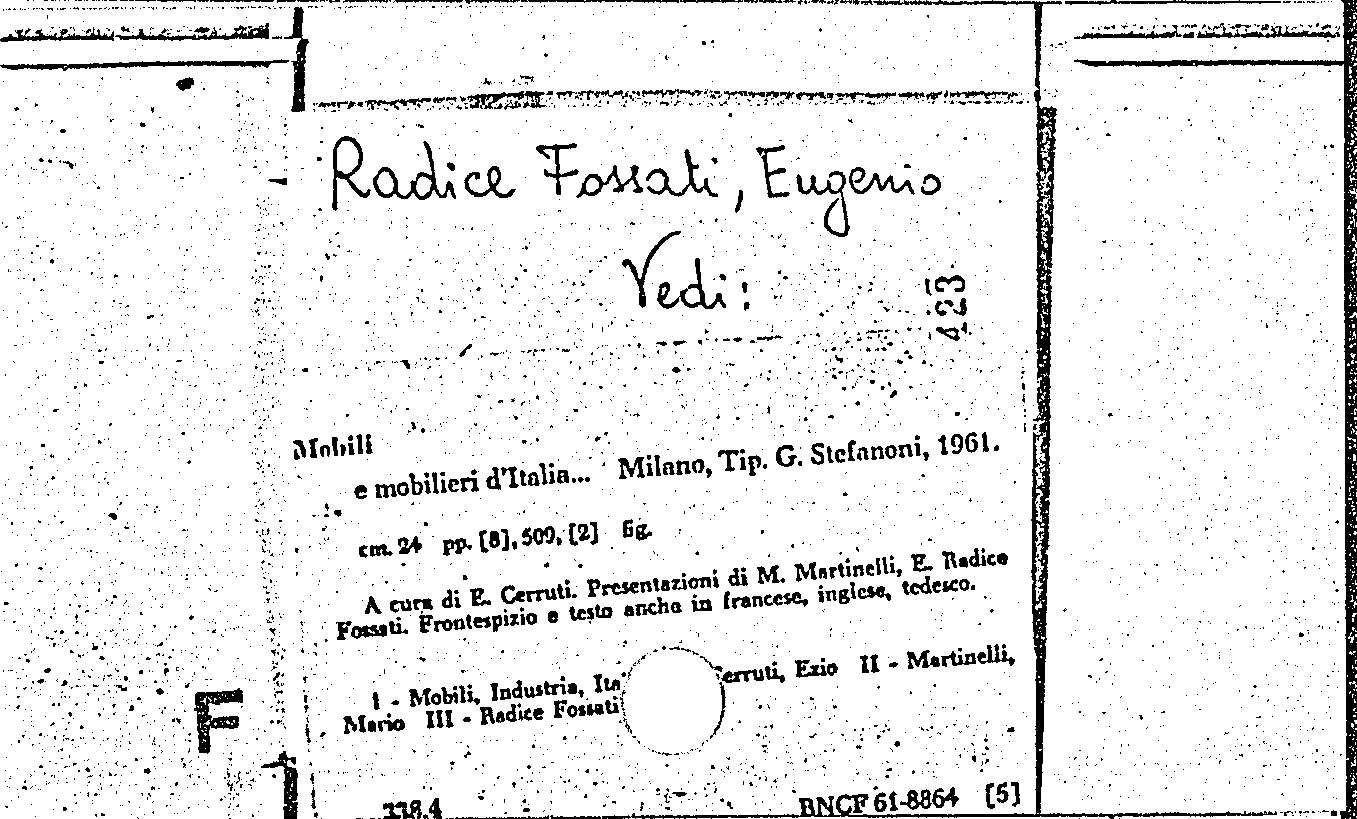 Radice Fossati, Eugenio
Vedi:
423
Mobili
e mobilieri d'Italia... Milano, Tip. G. Stefanoni, 1961.
cm. 24 pp. [8], 509, [2] fig.
A cura di E. Cerruti. Presentazioni di M. Martinelli, E. Radice
Fossati. Frontespizio e testo anche in francese, inglese, tedesco.
I - Mobili, Industria, Ita erruti, Ezio II - Martinelli,
Mario III - Radice Fossati
F
338.4 BNCF 61-8864 [5]